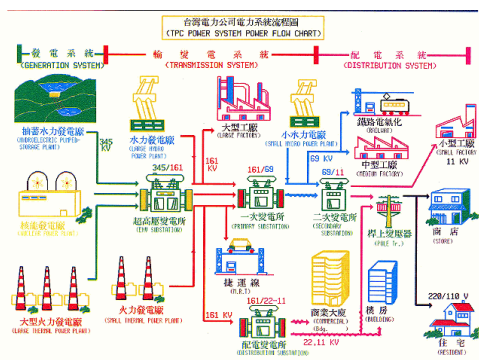 台灣電力公司電力系統流程圖
(TPC POWER SYSTEM POWER FLOW CHART)
發電系統
輸變電系統
配電系統
(GENERATION SYSTEM)
(TRANSMISSION SYSTEM)
(DISTRIBUTION SYSTEM)
抽蓄水力發電廠
(HYDROELECTRIC PUMPED-
STORAGE PLANT)
345
KV
水力發電廠
(LARGE HYDRO
POWER PLANT)
大型工廠
(LARGE FACTORY)
161
KV
小水力電廠
(SMALL HYDRO POWER PLANT)
69 KV
鐵路電氣化
(RAILWAY)
中型工廠
(MEDIUM FACTORY)
小型工廠
(SMALL FACTORY)
11 KV
345/161
161/69
69/11
核能發電廠
(NUCLEAR POWER PLANT)
超高壓變電所
(EHV SUBSTATION)
一次變電所
(PRIMARY SUBSTATION)
二次變電所
(SECONDARY
SUBSTATION)
桿上變壓器
(POLE Tr.)
商店
(STORE)
捷運線
(M.R.T)
大型火力發電廠
(LARGE THERMAL POWER PLANT)
火力發電廠
(SMALL THERMAL POWER PLANT)
161 KV
161/22-11
配電變電所
(DISTRIBUTION SUBSTATION)
商業大廈
(COMMERCIAL)
Bdg.
樓房
(BUILDING)
22,11 KV
220/110 V
住宅
(RESIDENT)